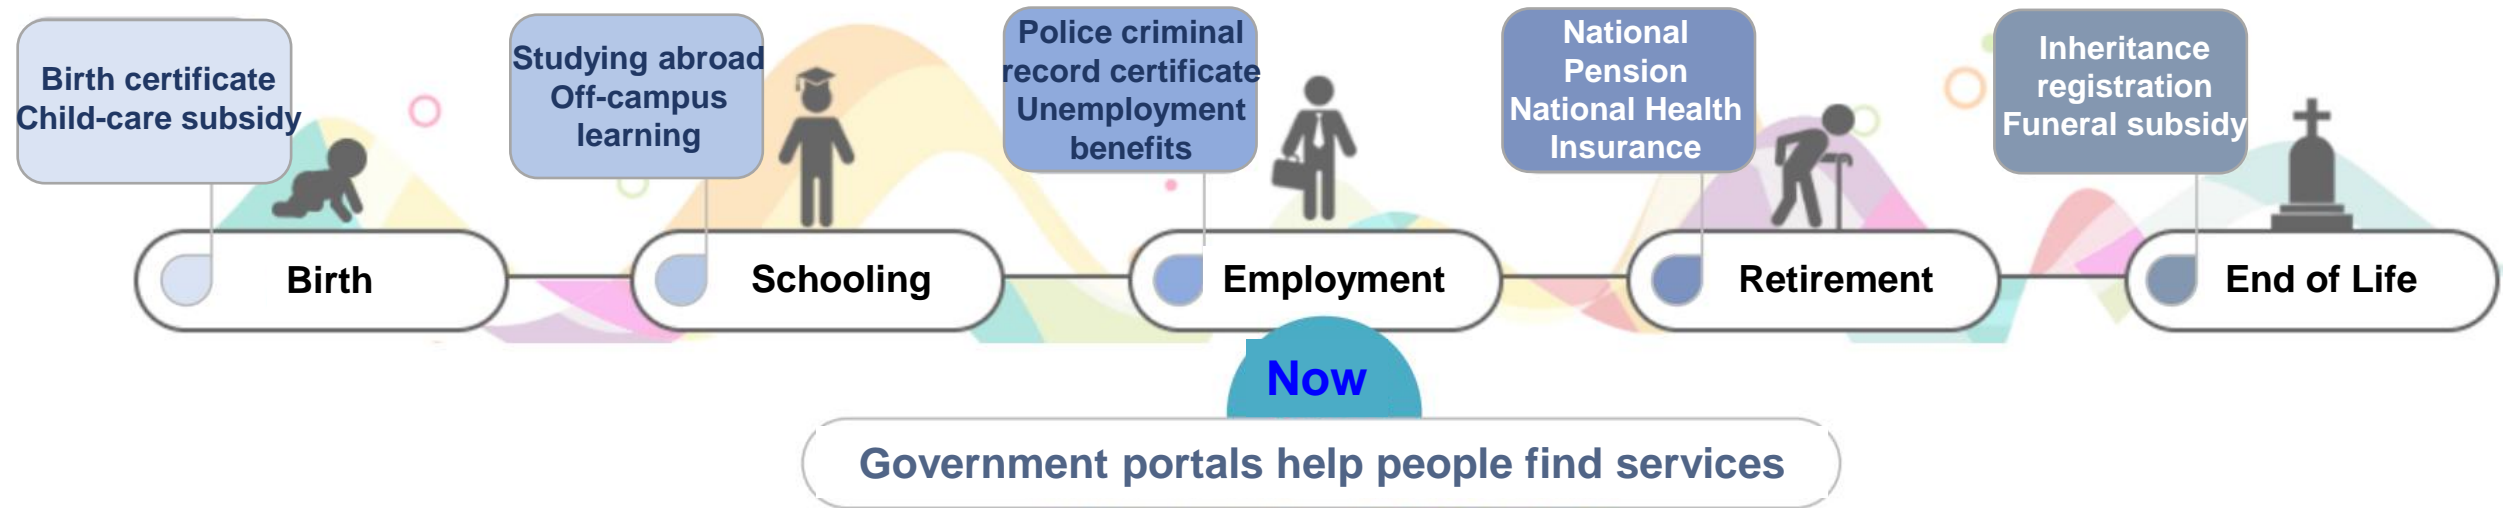 Birth certificate
Child-care subsidy
Studying abroad
Off-campus
learning
Police criminal
record certificate
Unemployment
benefits
National
Pension
National Health
Insurance
Inheritance
registration
Funeral subsidy
Birth
Schooling
Employment
Retirement
End of Life
Now
Government portals help people find services